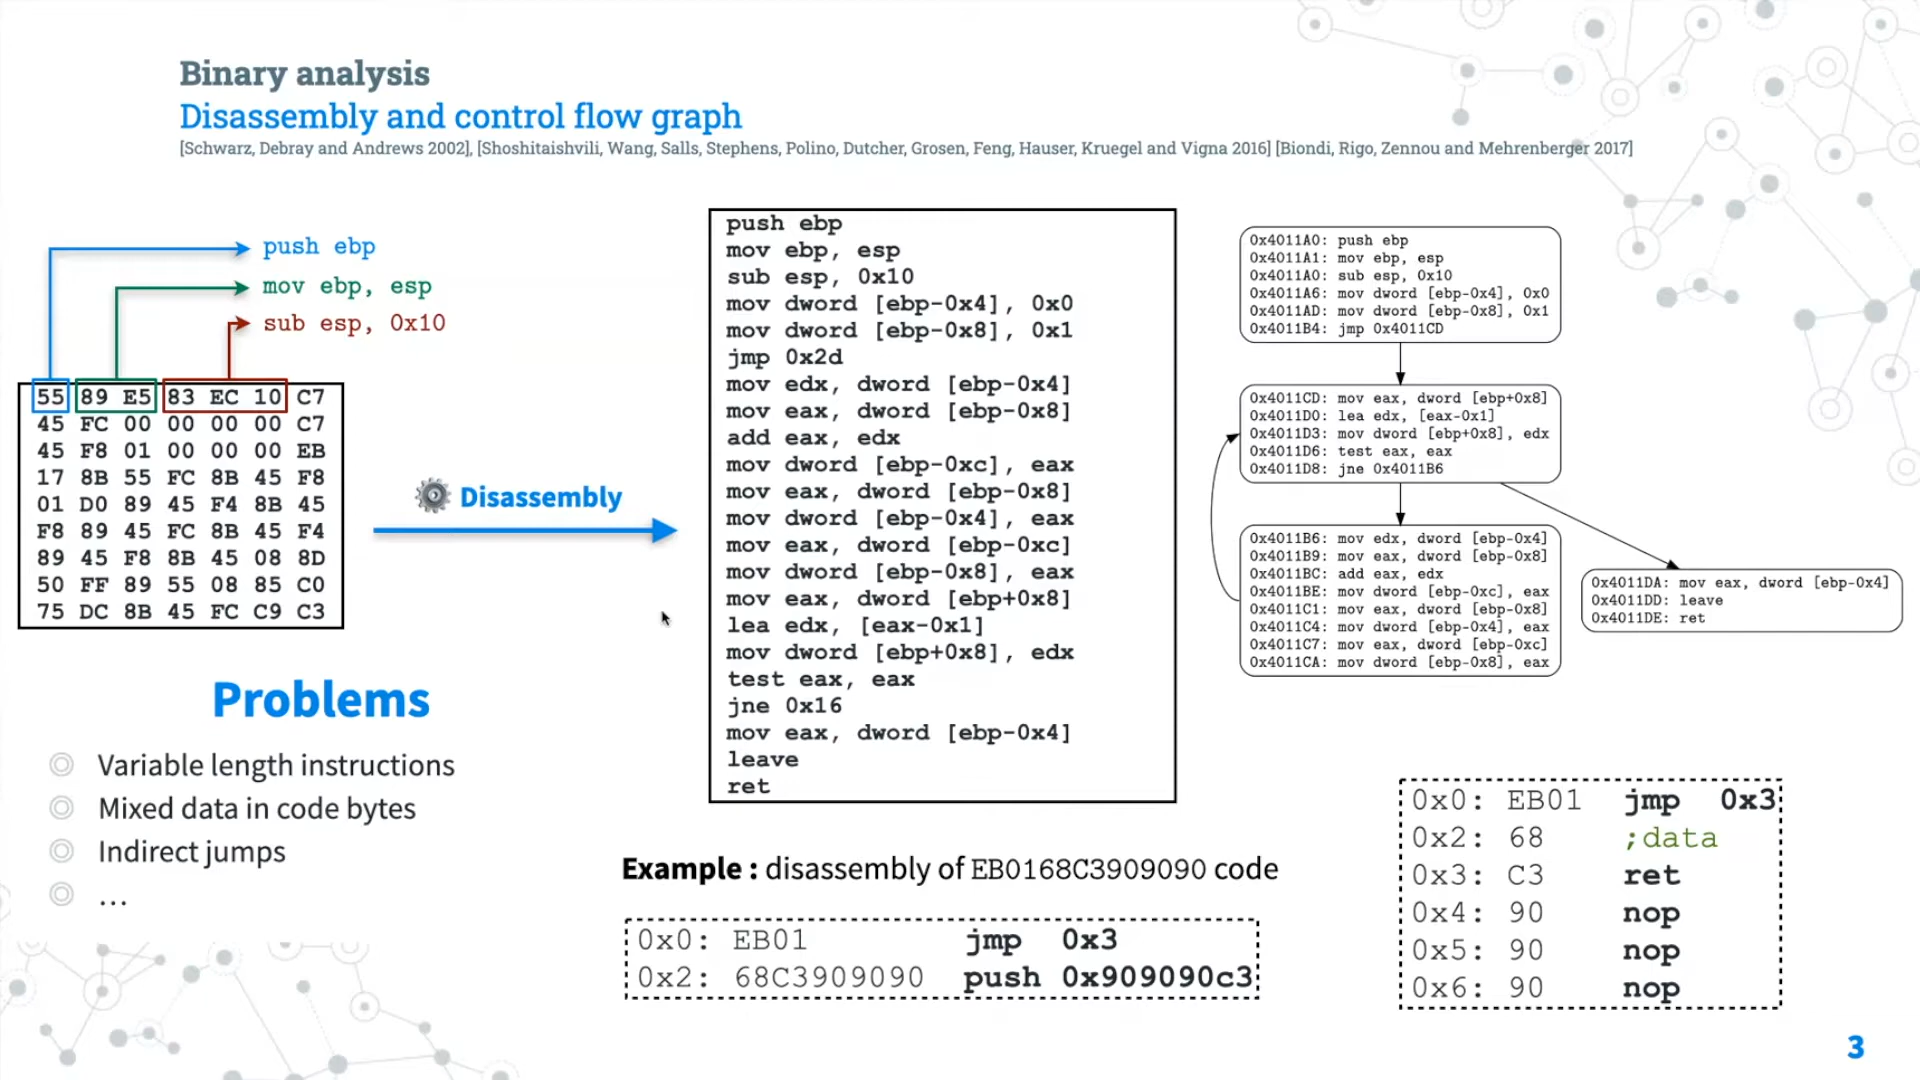 Binary analysis
Disassembly and control flow graph
[Schwarz, Debray and Andrews 2002], [Shoshitaishvili, Wang, Salls, Stephens, Polino, Dutcher, Grosen, Feng, Hauser, Kruegel and Vigna 2016] [Biondi, Rigo, Zennou and Mehrenberger 2017]
push ebp
mov ebp, esp
sub esp, 0x10
55 89 E5 83 EC 10 C7
45 FC 00 00 00 00 C7
45 F8 01 00 00 00 EB
17 8B 55 FC 8B 45 F8
01 D0 89 45 F4 8B 45
F8 89 45 FC 8B 45 F4
89 45 F8 8B 45 08 8D
50 FF 89 55 08 85 C0
75 DC 8B 45 FC C9 C3
Disassembly
push ebp
mov ebp, esp
sub esp, 0x10
mov dword [ebp-0x4], 0x0
mov dword [ebp-0x8], 0x1
jmp 0x2d
mov edx, dword [ebp-0x4]
mov eax, dword [ebp-0x8]
add eax, edx
mov dword [ebp-0xc], eax
mov eax, dword [ebp-0x8]
mov dword [ebp-0x4], eax
mov eax, dword [ebp-0xc]
mov dword [ebp-0x8], eax
mov eax, dword [ebp+0x8]
lea edx, [eax-0x1]
mov dword [ebp+0x8], edx
test eax, eax
jne 0x16
mov eax, dword [ebp-0x4]
leave
ret
0x4011A0: push ebp
0x4011A1: mov ebp, esp
0x4011A0: sub esp, 0x10
0x4011A6: mov dword [ebp-0x4], 0x0
0x4011AD: mov dword [ebp-0x8], 0x1
0x4011B4: jmp 0x4011CD
0x4011CD: mov eax, dword [ebp+0x8]
0x4011D0: lea edx, [eax-0x1]
0x4011D3: mov dword [ebp+0x8], edx
0x4011D6: test eax, eax
0x4011D8: jne 0x4011B6
0x4011B6: mov edx, dword [ebp-0x4]
0x4011B9: mov eax, dword [ebp-0x8]
0x4011BC: add eax, edx
0x4011BE: mov dword [ebp-0xc], eax
0x4011C1: mov eax, dword [ebp-0x8]
0x4011C4: mov dword [ebp-0x4], eax
0x4011C7: mov eax, dword [ebp-0xc]
0x4011CA: mov dword [ebp-0x8], eax
0x4011DA: mov eax, dword [ebp-0x4]
0x4011DD: leave
0x4011DE: ret
Problems
Variable length instructions
Mixed data in code bytes
Indirect jumps
...
Example : disassembly of EB0168C3909090 code
0x0: EB01 jmp 0x3
0x2: 68C3909090 push 0x909090c3
0x0: EB01 jmp 0x3
0x2: 68 ;data
0x3: C3 ret
0x4: 90 nop
0x5: 90 nop
0x6: 90 nop
3